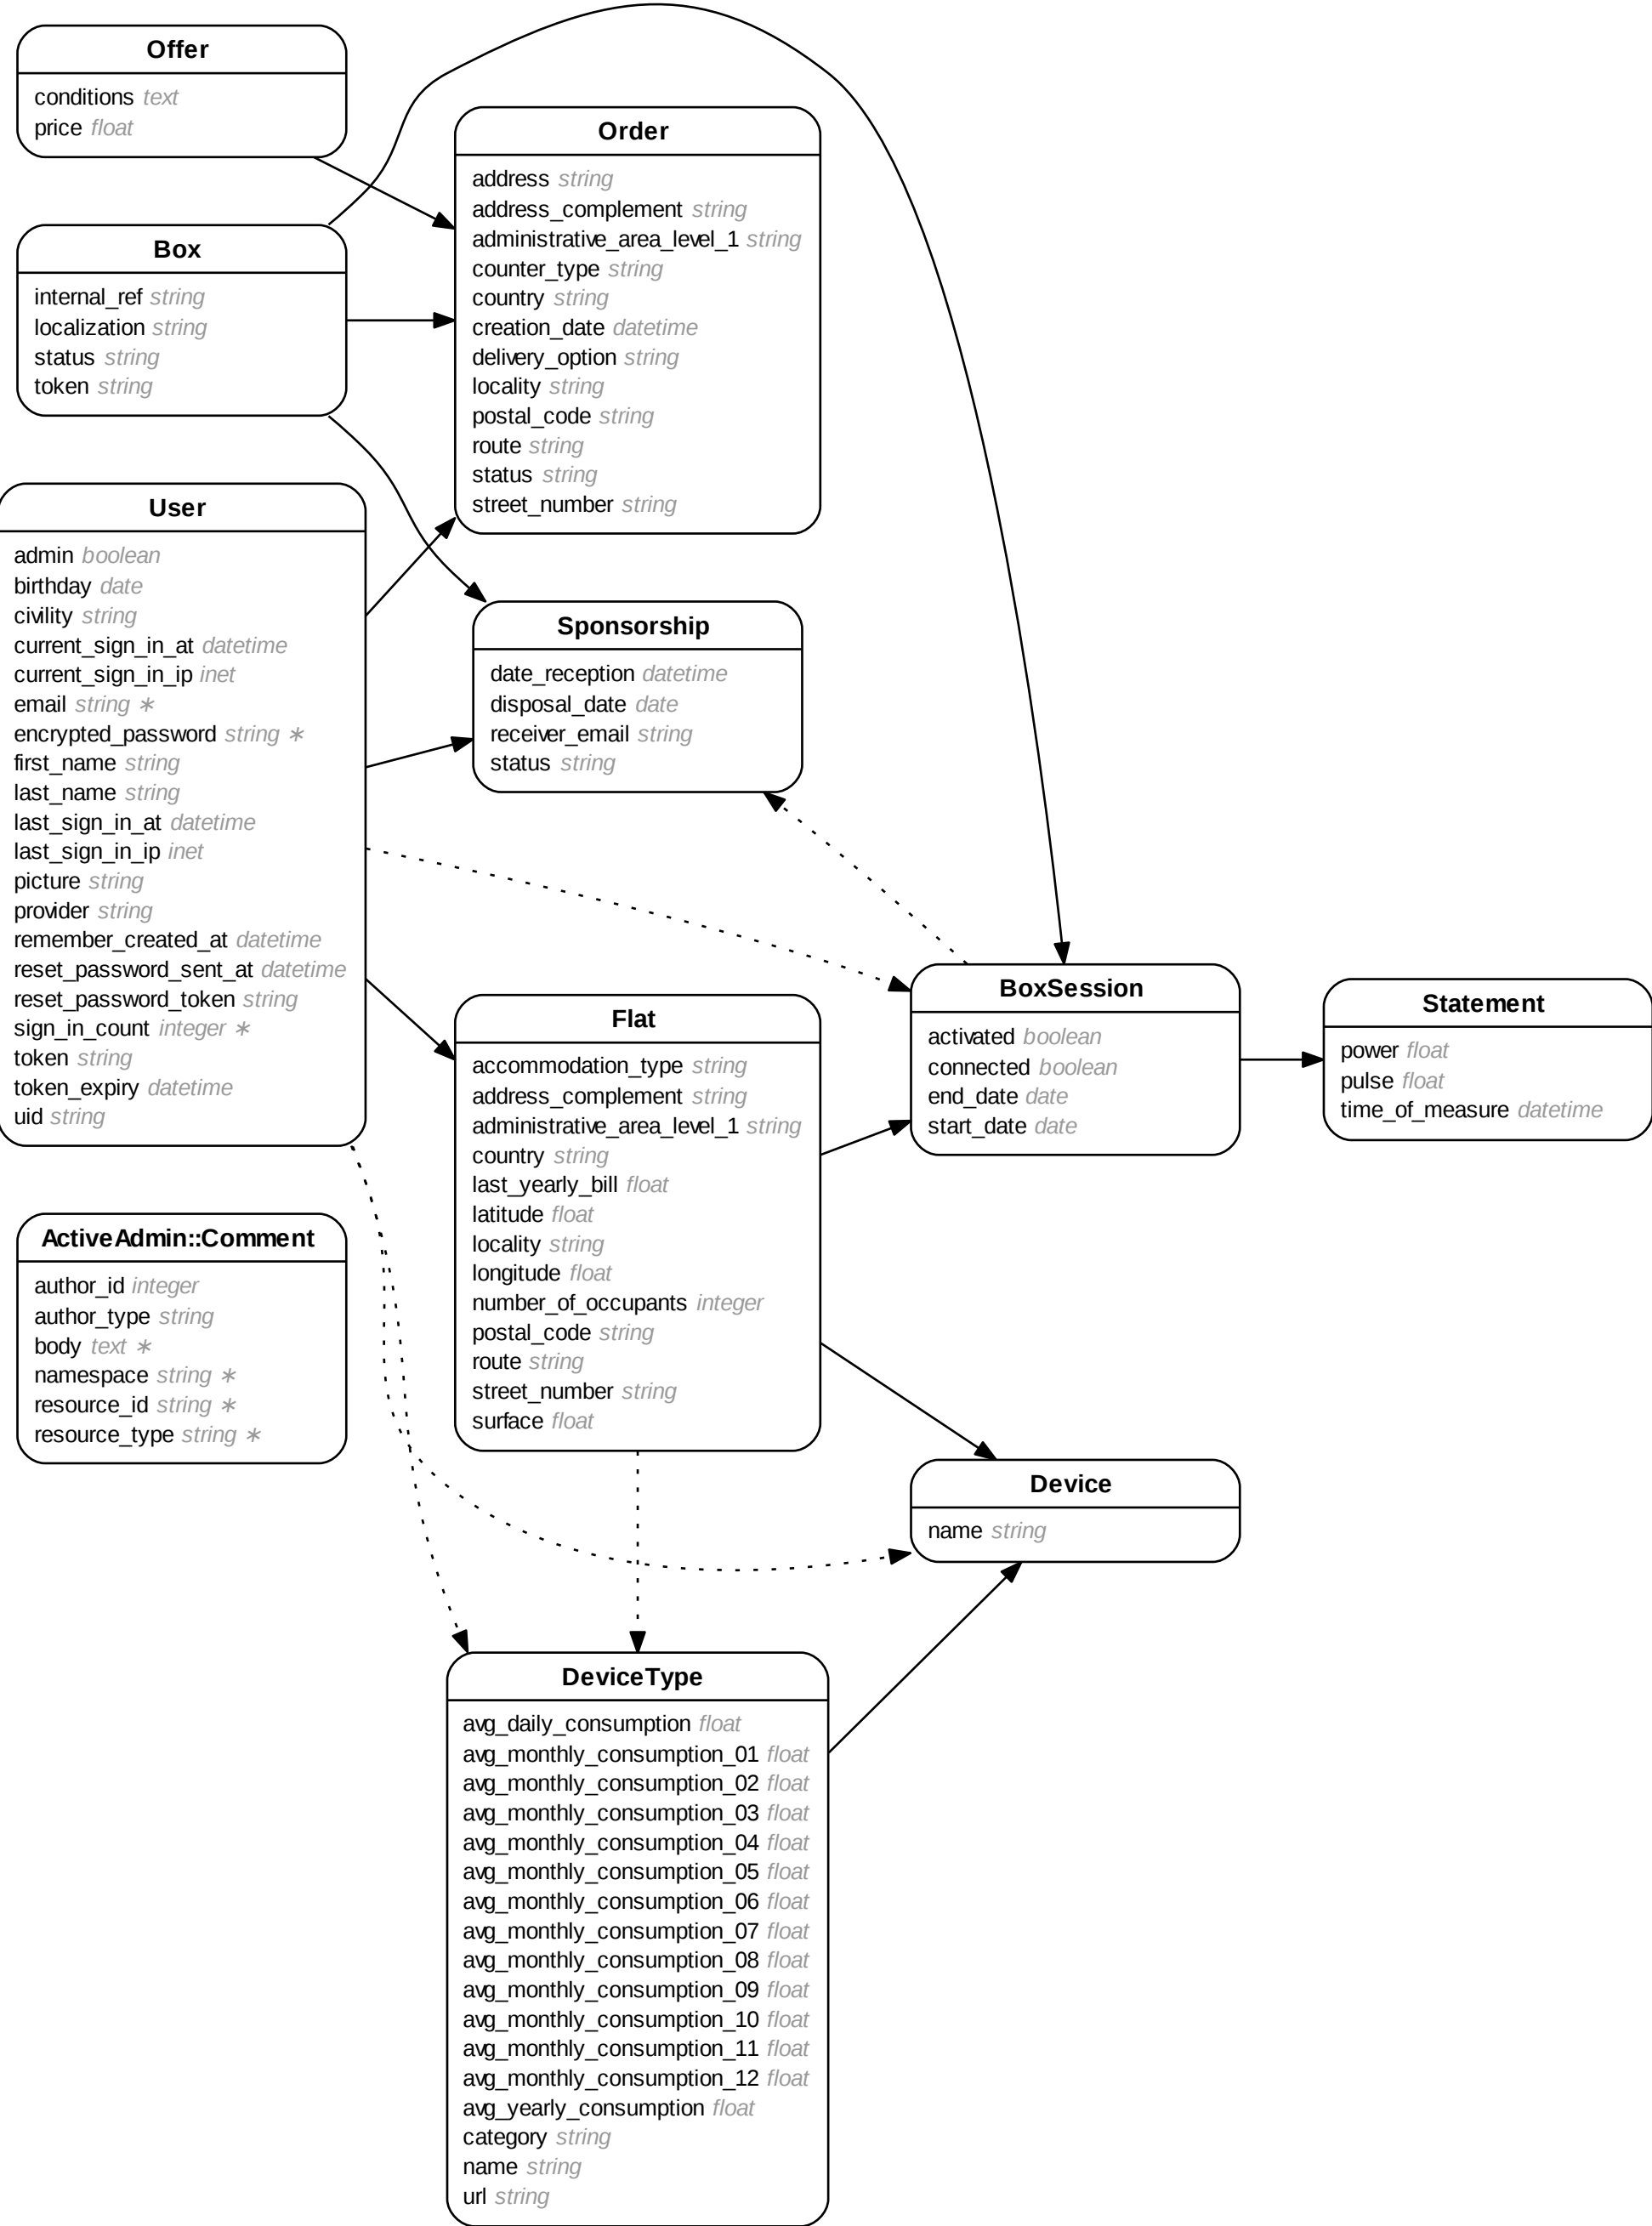 Offer
conditions text
price float
Box
internal_ref string
localization string
status string
token string
User
admin boolean
birthday date
civility string
current_sign_in_at datetime
current_sign_in_ip inet
email string ∗
encrypted_password string ∗
first_name string
last_name string
last_sign_in_at datetime
last_sign_in_ip inet
picture string
provider string
remember_created_at datetime
reset_password_sent_at datetime
reset_password_token string
sign_in_count integer ∗
token string
token_expiry datetime
uid string
ActiveAdmin::Comment
author_id integer
author_type string
body text ∗
namespace string ∗
resource_id string ∗
resource_type string ∗
Order
address string
address_complement string
administrative_area_level_1 string
counter_type string
country string
creation_date datetime
delivery_option string
locality string
postal_code string
route string
status string
street_number string
Sponsorship
date_reception datetime
disposal_date date
receiver_email string
status string
Flat
accommodation_type string
address_complement string
administrative_area_level_1 string
country string
last_yearly_bill float
latitude float
locality string
longitude float
number_of_occupants integer
postal_code string
route string
street_number string
surface float
DeviceType
avg_daily_consumption float
avg_monthly_consumption_01 float
avg_monthly_consumption_02 float
avg_monthly_consumption_03 float
avg_monthly_consumption_04 float
avg_monthly_consumption_05 float
avg_monthly_consumption_06 float
avg_monthly_consumption_07 float
avg_monthly_consumption_08 float
avg_monthly_consumption_09 float
avg_monthly_consumption_10 float
avg_monthly_consumption_11 float
avg_monthly_consumption_12 float
avg_yearly_consumption float
category string
name string
url string
BoxSession
activated boolean
connected boolean
end_date date
start_date date
Device
name string
Statement
power float
pulse float
time_of_measure datetime